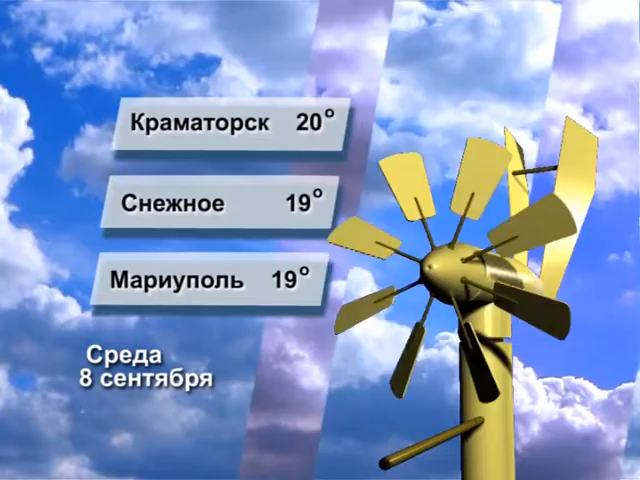 Краматорск 20°
Снежное 19°
Мариуполь 19°
Среда
8 сентября